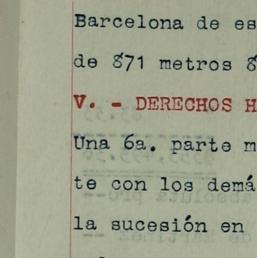 Barcelona de es
de 871 metros 8
V. - DERECHOS H
Una 6a. parte m
te con los demá
la sucesión en